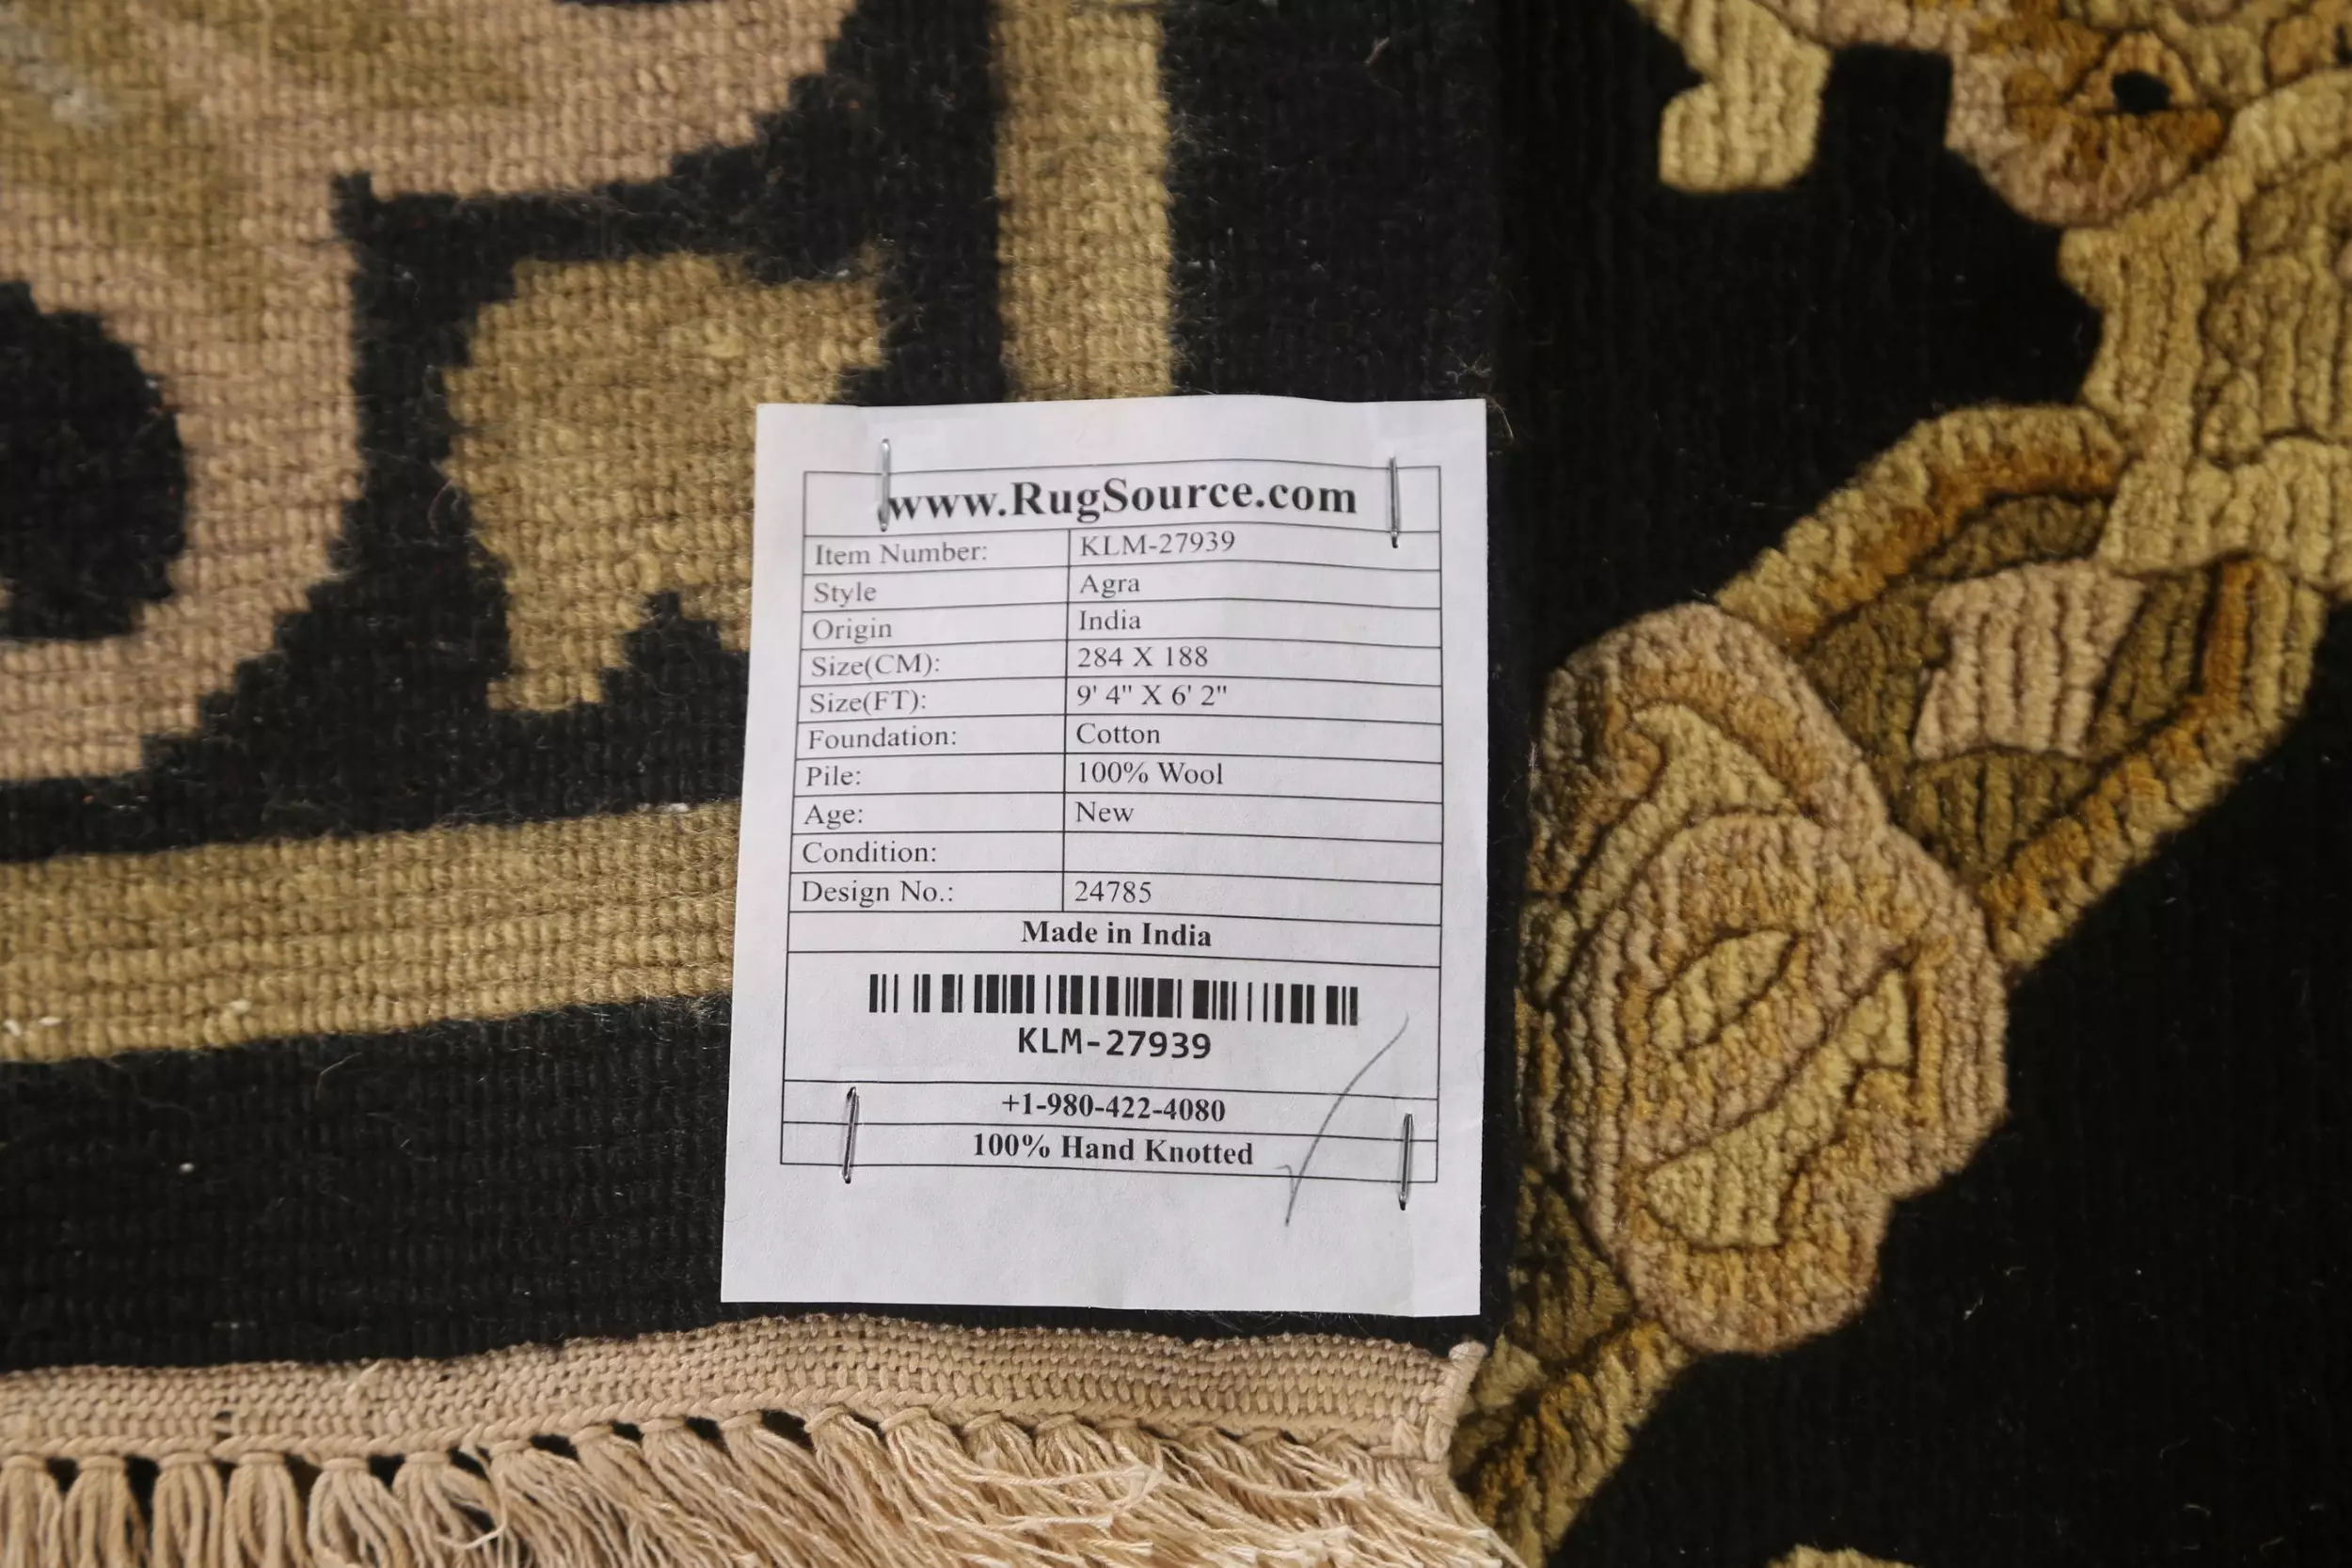 www.RugSource.com
Item Number: KLM-27939
Style Agra
Origin India
Size(CM): 284 X 188
Size(FT): 9' 4" X 6' 2"
Foundation: Cotton
Pile: 100% Wool
Age: New
Condition:
Design No.: 24785
Made in India
KLM-27939
+1-980-422-4080
100% Hand Knotted